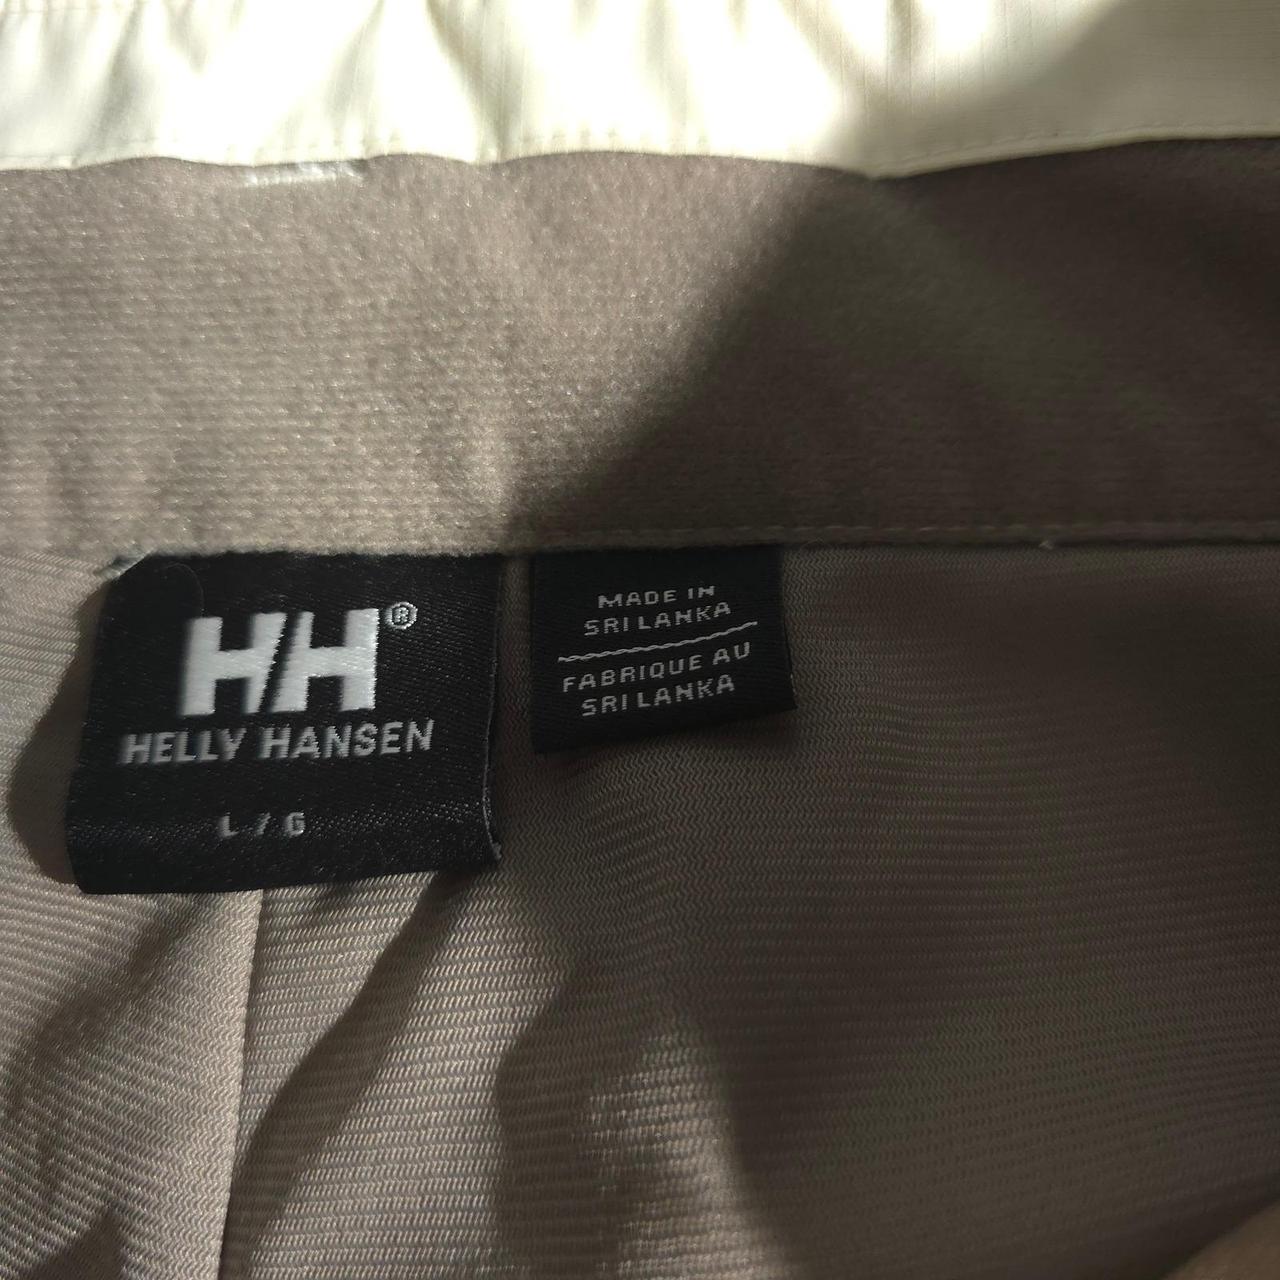 HH®
HELLY HANSEN
L / G
MADE IN
SRI LANKA
FABRIQUE AU
SRI LANKA